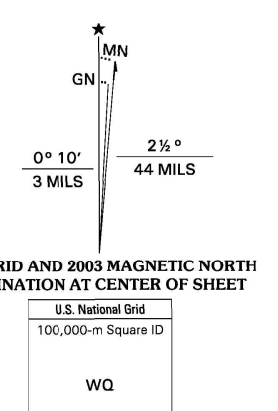 ★
MN
GN
0° 10'
3 MILS
2½ °
44 MILS
RID AND 2003 MAGNETIC NORTH
INATION AT CENTER OF SHEET
U.S. National Grid
100,000-m Square ID
WQ